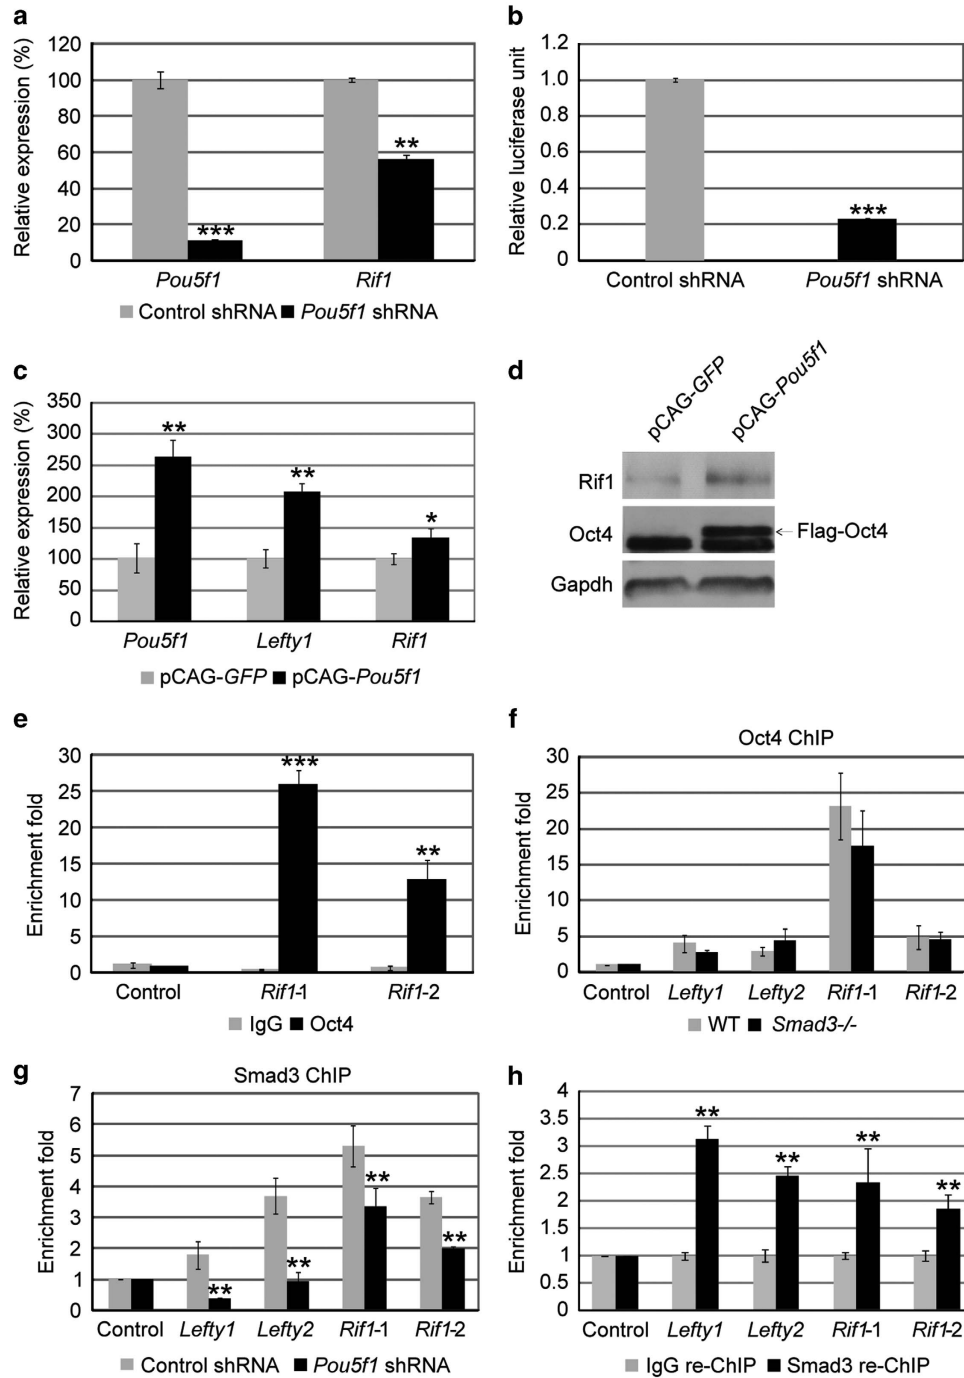 a
Relative expression (%)
120
100
80
60
40
20
0
***
**
Pou5f1
Rif1
Control shRNA Pou5f1 shRNA
b
Relative luciferase unit
1.2
1.0
0.8
0.6
0.4
0.2
0
***
Control shRNA
Pou5f1 shRNA
c
Relative expression (%)
350
300
250
200
150
100
50
0
**
**
*
Pou5f1
Lefty1
Rif1
pCAG-GFP pCAG-Pou5f1
d
pCAG-GFP
pCAG-Pou5f1
Rif1
Oct4
←Flag-Oct4
Gapdh
e
Enrichment fold
30
25
20
15
10
5
0
***
**
Control
Rif1-1
Rif1-2
IgG Oct4
f
Oct4 ChIP
Enrichment fold
30
25
20
15
10
5
0
Control
Lefty1
Lefty2
Rif1-1
Rif1-2
WT Smad3-/-
g
Smad3 ChIP
Enrichment fold
7
6
5
4
3
2
1
0
**
**
**
**
Control
Lefty1
Lefty2
Rif1-1
Rif1-2
Control shRNA Pou5f1 shRNA
h
Enrichment fold
4
3.5
3
2.5
2
1.5
1
0.5
0
**
**
**
**
Control
Lefty1
Lefty2
Rif1-1
Rif1-2
IgG re-ChIP Smad3 re-ChIP